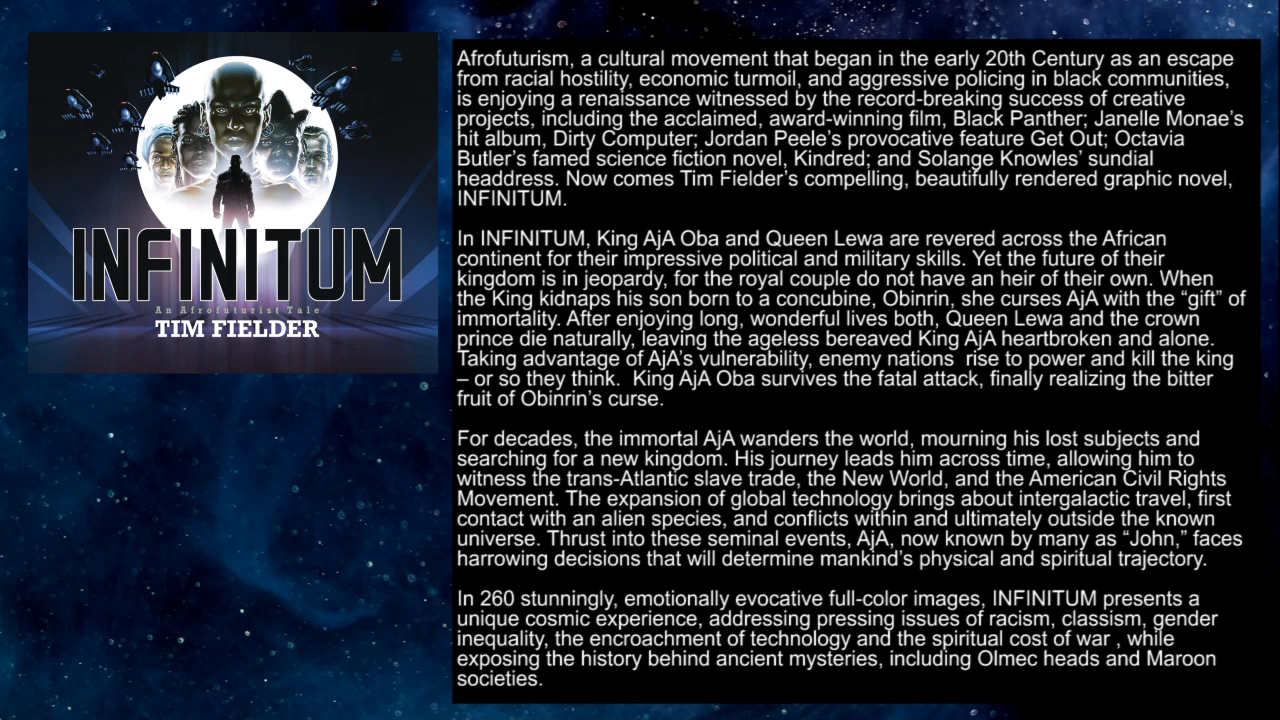 INFINITUM
An Afrofuturist Tale
TIM FIELDER
Afrofuturism, a cultural movement that began in the early 20th Century as an escape
from racial hostility, economic turmoil, and aggressive policing in black communities,
is enjoying a renaissance witnessed by the record-breaking success of creative
projects, including the acclaimed, award-winning film, Black Panther; Janelle Monae's
hit album, Dirty Computer; Jordan Peele's provocative feature Get Out; Octavia
Butler's famed science fiction novel, Kindred; and Solange Knowles' sundial
headdress. Now comes Tim Fielder's compelling, beautifully rendered graphic novel,
INFINITUM.
In INFINITUM, King AjA Oba and Queen Lewa are revered across the African
continent for their impressive political and military skills. Yet the future of their
kingdom is in jeopardy, for the royal couple do not have an heir of their own. When
the King kidnaps his son born to a concubine, Obinrin, she curses AjA with the “gift” of
immortality. After enjoying long, wonderful lives both, Queen Lewa and the crown
prince die naturally, leaving the ageless bereaved King AjA heartbroken and alone.
Taking advantage of AjA's vulnerability, enemy nations  rise to power and kill the king
– or so they think.  King AjA Oba survives the fatal attack, finally realizing the bitter
fruit of Obinrin's curse.
For decades, the immortal AjA wanders the world, mourning his lost subjects and
searching for a new kingdom. His journey leads him across time, allowing him to
witness the trans-Atlantic slave trade, the New World, and the American Civil Rights
Movement. The expansion of global technology brings about intergalactic travel, first
contact with an alien species, and conflicts within and ultimately outside the known
universe. Thrust into these seminal events, AjA, now known by many as “John,” faces
harrowing decisions that will determine mankind's physical and spiritual trajectory.
In 260 stunningly, emotionally evocative full-color images, INFINITUM presents a
unique cosmic experience, addressing pressing issues of racism, classism, gender
inequality, the encroachment of technology and the spiritual cost of war , while
exposing the history behind ancient mysteries, including Olmec heads and Maroon
societies.